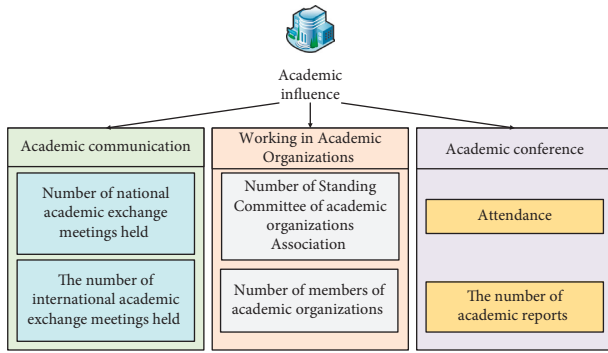 Academic
influence
Academic communication
Number of national
academic exchange
meetings held
The number of
international academic
exchange meetings held
Working in Academic
Organizations
Number of Standing
Committee of academic
organizations
Association
Number of members of
academic organizations
Academic conference
Attendance
The number of
academic reports